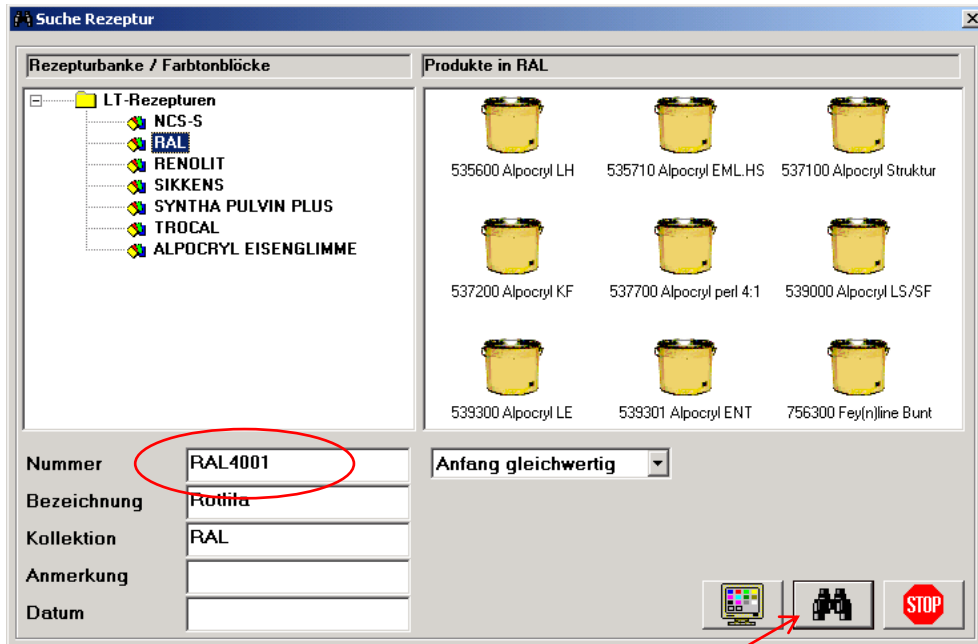 Suche Rezeptur
Rezepturbanke / Farbtonblöcke
Produkte in RAL
LT-Rezepturen
NCS-S
RAL
RENOLIT
SIKKENS
SYNTHA PULVIN PLUS
TROCAL
ALPOCRYL EISENGLIMME
535600 Alpocryl LH
535710 Alpocryl EML.HS
537100 Alpocryl Struktur
537200 Alpocryl KF
537700 Alpocryl perl 4:1
539000 Alpocryl LS/SF
539300 Alpocryl LE
539301 Alpocryl ENT
756300 Fey(n)line Bunt
Nummer
RAL4001
Anfang gleichwertig
Bezeichnung
Rotlila
Kollektion
RAL
Anmerkung
Datum
STOP